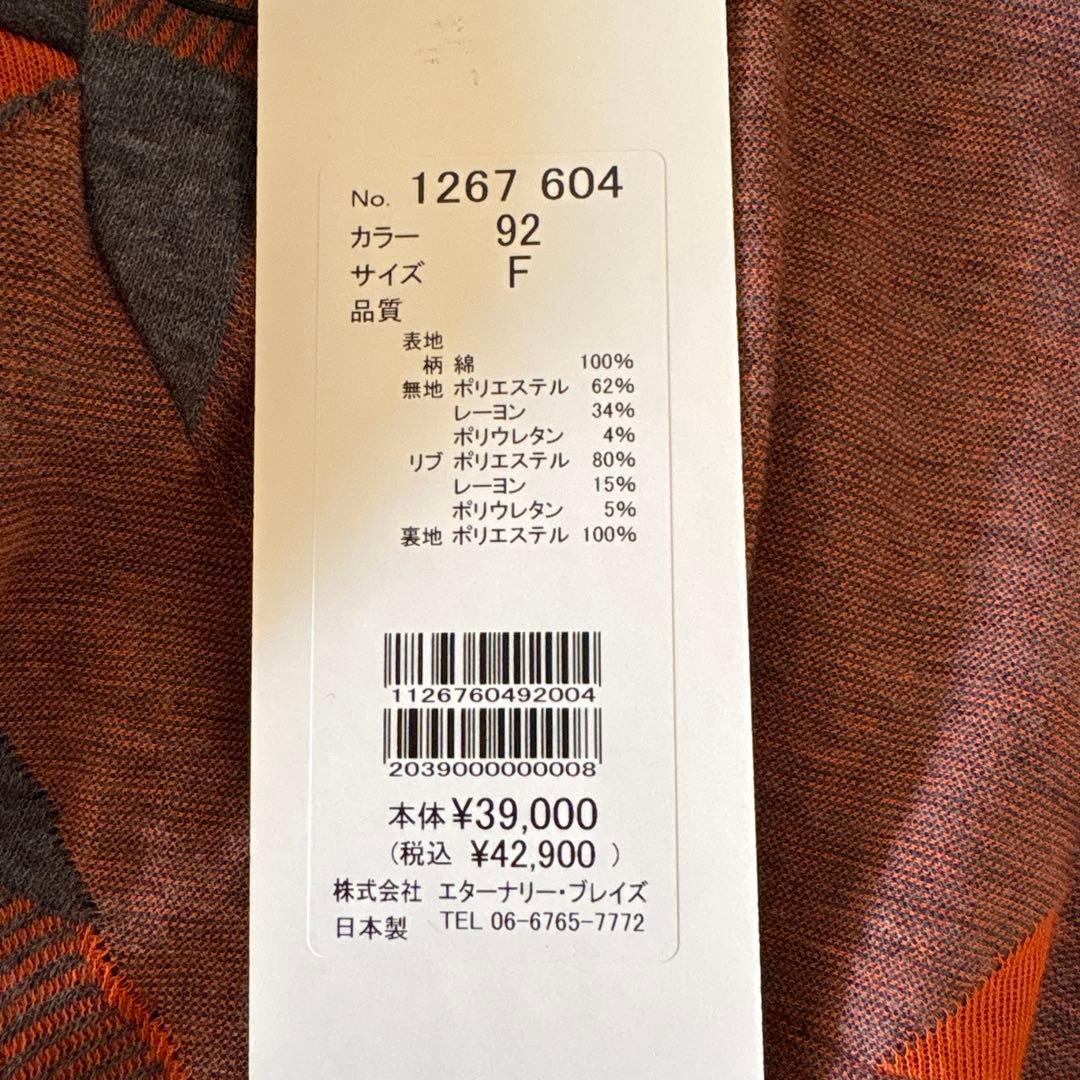 No. 1267 604
カラー 92
サイズ F
品質
表地
柄 綿 100%
無地 ポリエステル 62%
レーヨン 34%
ポリウレタン 4%
リブ ポリエステル 80%
レーヨン 15%
ポリウレタン 5%
裏地 ポリエステル 100%
1126760492004
2039000000008
本体 ¥39,000
(税込 ¥42,900 )
株式会社 エターナリー・ブレイズ
日本製 TEL 06-6765-7772